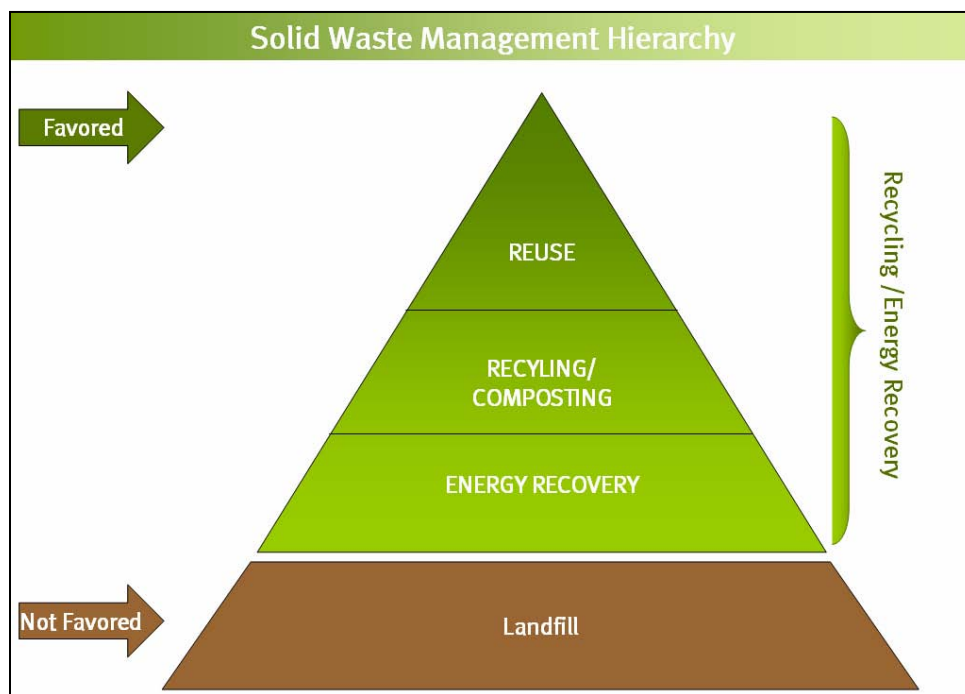 Solid Waste Management Hierarchy
Favored
REUSE
RECYLING/
COMPOSTING
ENERGY RECOVERY
Recycling /Energy Recovery
Not Favored
Landfill